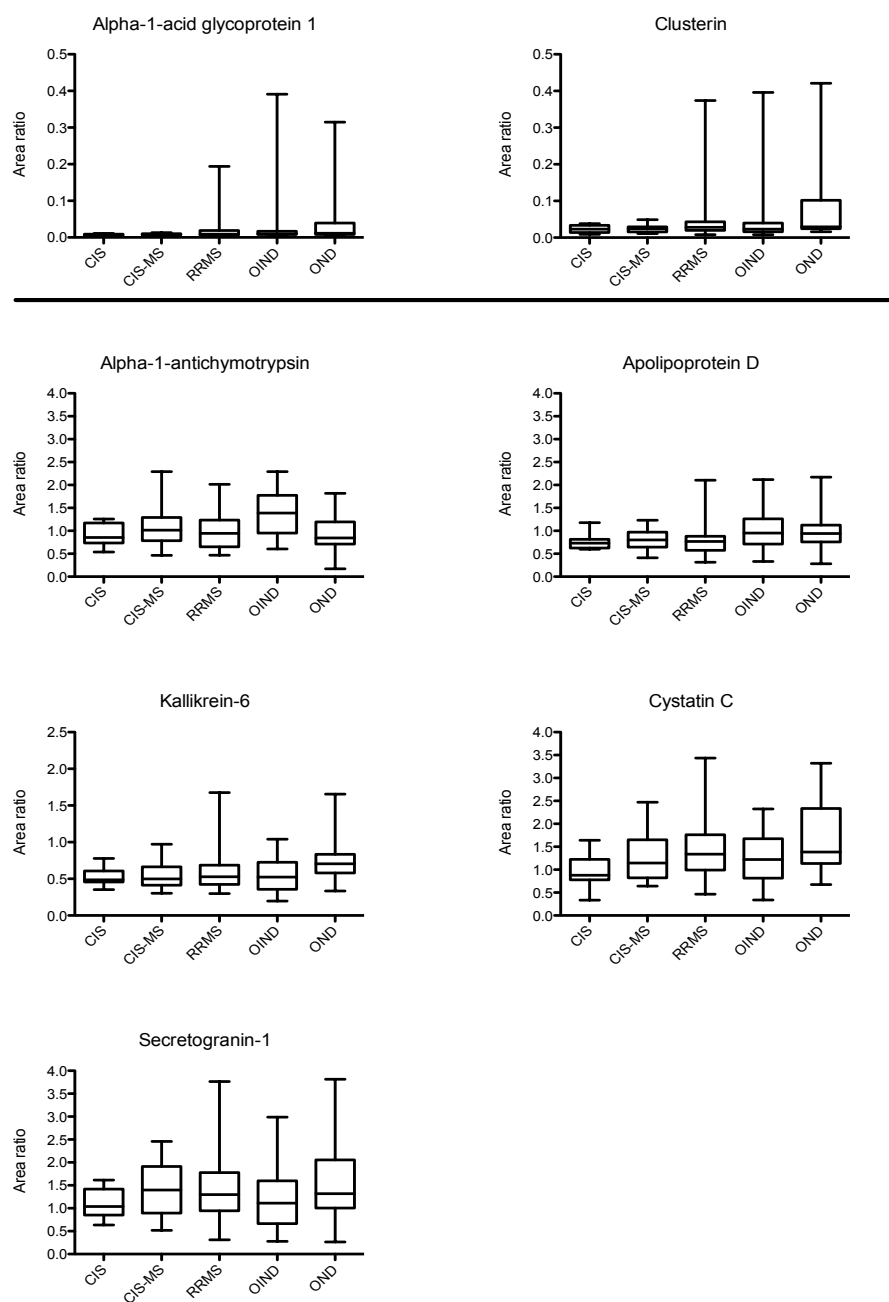 Alpha-1-acid glycoprotein 1
Area ratio
0.5
0.4
0.3
0.2
0.1
0.0
CIS
CIS-MS
RRMS
OIND
OND
Clusterin
Area ratio
0.5
0.4
0.3
0.2
0.1
0.0
CIS
CIS-MS
RRMS
OIND
OND
Alpha-1-antichymotrypsin
Area ratio
4.0
3.5
3.0
2.5
2.0
1.5
1.0
0.5
0.0
CIS
CIS-MS
RRMS
OIND
OND
Apolipoprotein D
Area ratio
4.0
3.5
3.0
2.5
2.0
1.5
1.0
0.5
0.0
CIS
CIS-MS
RRMS
OIND
OND
Kallikrein-6
Area ratio
2.5
2.0
1.5
1.0
0.5
0.0
CIS
CIS-MS
RRMS
OIND
OND
Cystatin C
Area ratio
4.0
3.5
3.0
2.5
2.0
1.5
1.0
0.5
0.0
CIS
CIS-MS
RRMS
OIND
OND
Secretogranin-1
Area ratio
4.0
3.5
3.0
2.5
2.0
1.5
1.0
0.5
0.0
CIS
CIS-MS
RRMS
OIND
OND